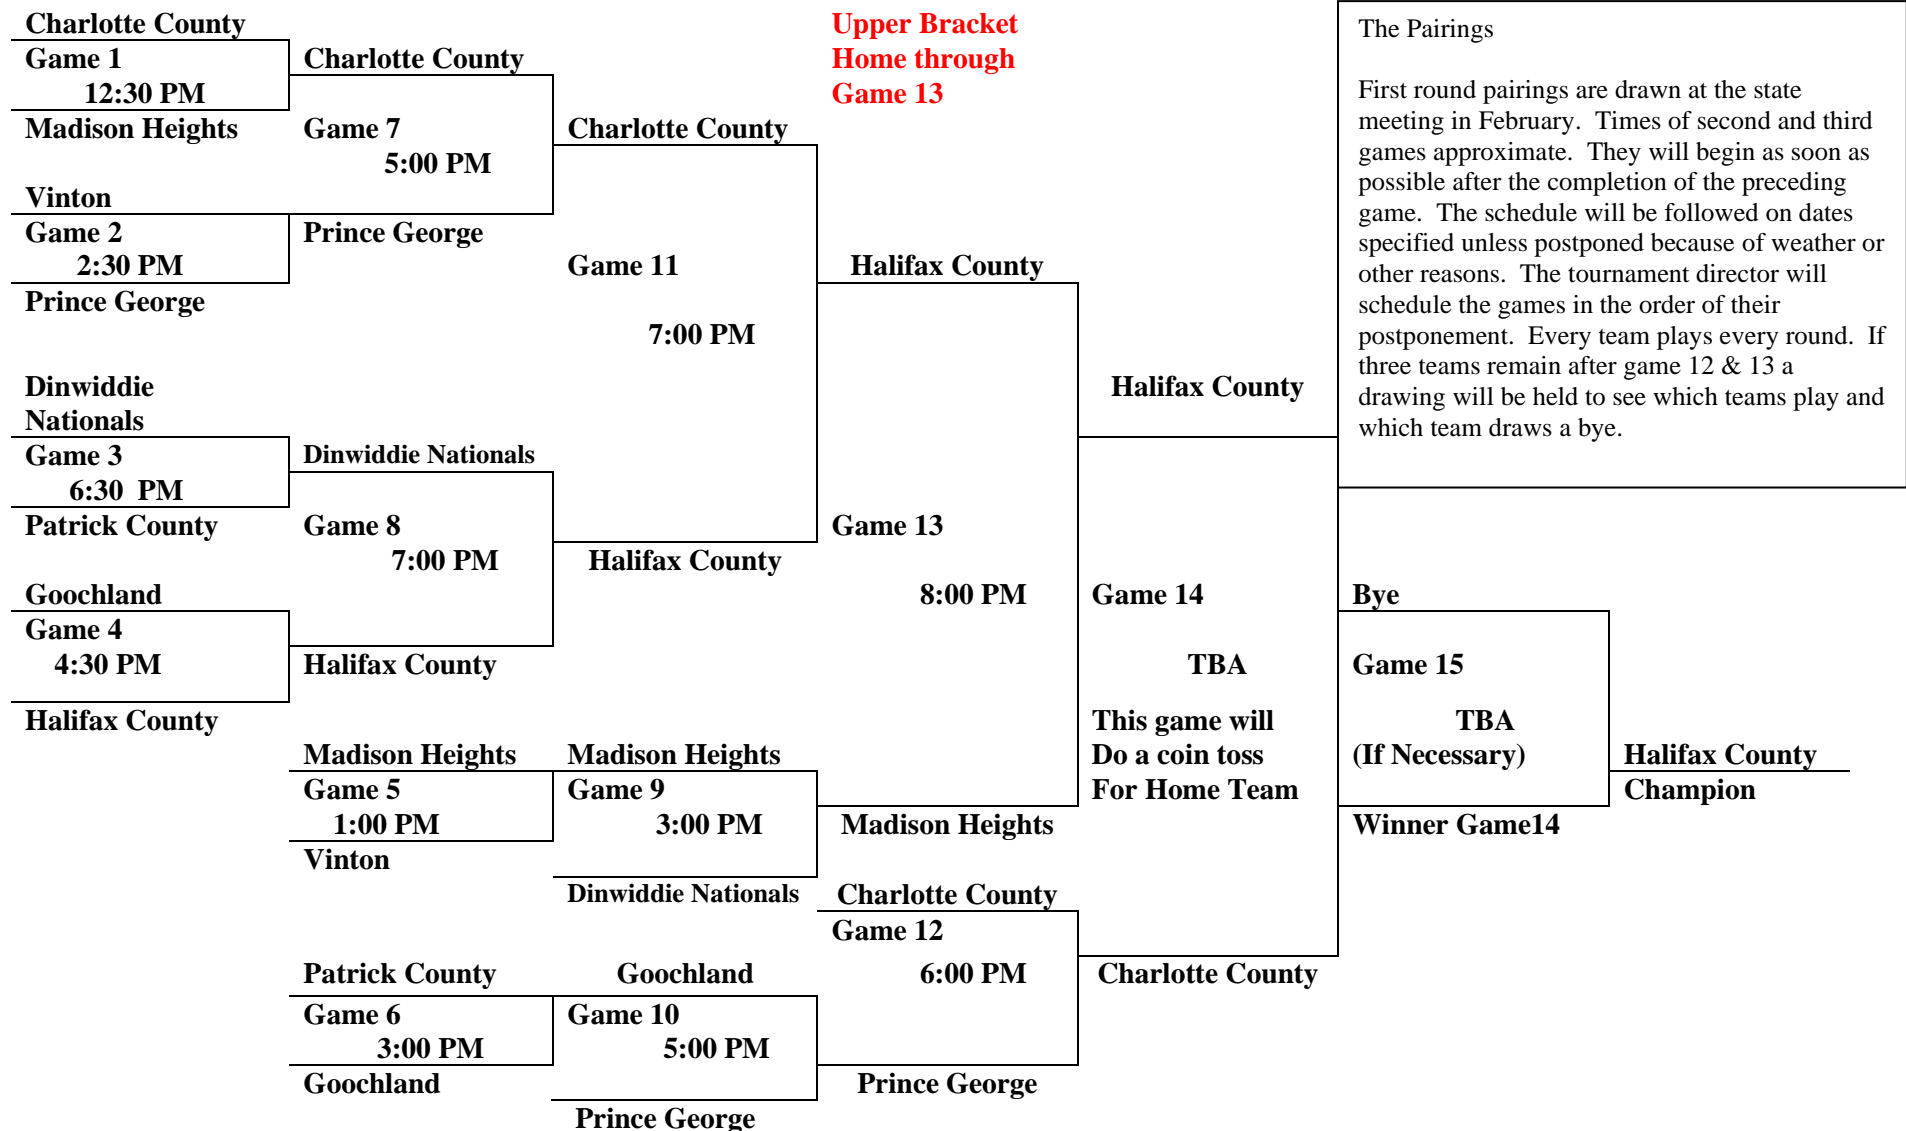 Charlotte County
Game 1
12:30 PM
Madison Heights
Vinton
Game 2
2:30 PM
Prince George
Dinwiddie
Nationals
Game 3
6:30 PM
Patrick County
Goochland
Game 4
4:30 PM
Halifax County
Charlotte County
Game 7
5:00 PM
Prince George
Dinwiddie Nationals
Game 8
7:00 PM
Halifax County
Madison Heights
Game 5
1:00 PM
Vinton
Patrick County
Game 6
3:00 PM
Goochland
Charlotte County
Game 11
7:00 PM
Halifax County
Madison Heights
Game 9
3:00 PM
Dinwiddie Nationals
Goochland
Game 10
5:00 PM
Prince George
Upper Bracket
Home through
Game 13
Halifax County
Game 13
8:00 PM
Madison Heights
Charlotte County
Game 12
6:00 PM
Prince George
Halifax County
Game 14
TBA
This game will
Do a coin toss
For Home Team
Charlotte County
The Pairings
First round pairings are drawn at the state
meeting in February. Times of second and third
games approximate. They will begin as soon as
possible after the completion of the preceding
game. The schedule will be followed on dates
specified unless postponed because of weather or
other reasons. The tournament director will
schedule the games in the order of their
postponement. Every team plays every round. If
three teams remain after game 12 & 13 a
drawing will be held to see which teams play and
which team draws a bye.
Bye
Game 15
TBA
(If Necessary)
Winner Game14
Halifax County
Champion